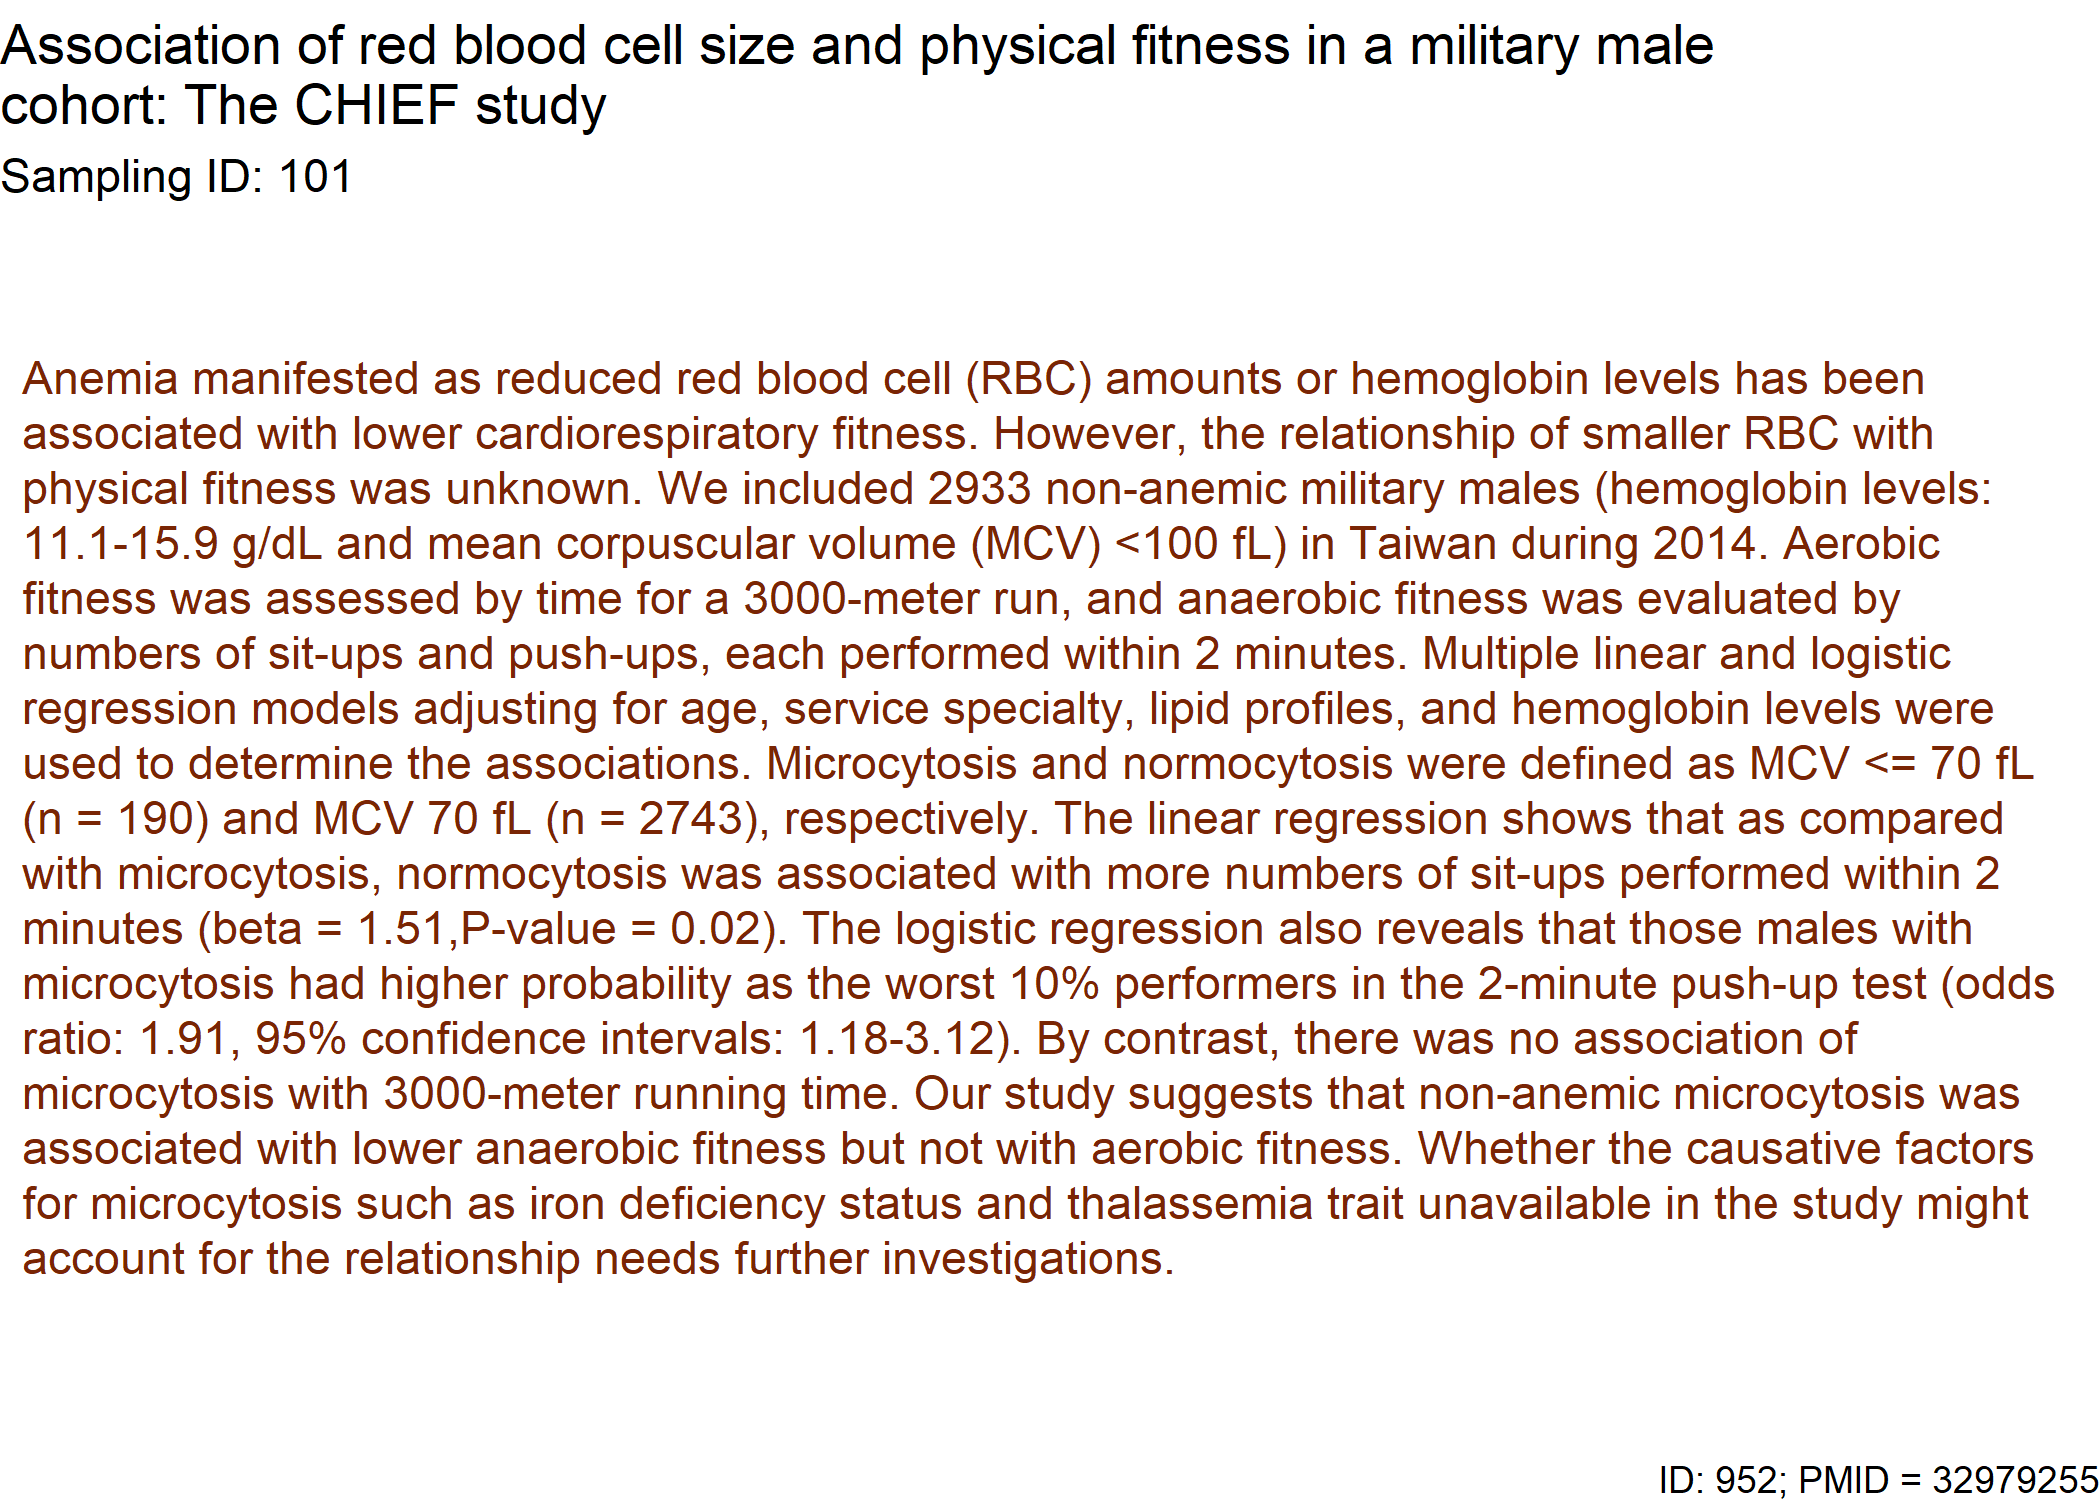 Association of red blood cell size and physical fitness in a military male
cohort: The CHIEF study
Sampling ID: 101
Anemia manifested as reduced red blood cell (RBC) amounts or hemoglobin levels has been
associated with lower cardiorespiratory fitness. However, the relationship of smaller RBC with
physical fitness was unknown. We included 2933 non-anemic military males (hemoglobin levels:
11.1-15.9 g/dL and mean corpuscular volume (MCV) <100 fL) in Taiwan during 2014. Aerobic
fitness was assessed by time for a 3000-meter run, and anaerobic fitness was evaluated by
numbers of sit-ups and push-ups, each performed within 2 minutes. Multiple linear and logistic
regression models adjusting for age, service specialty, lipid profiles, and hemoglobin levels were
used to determine the associations. Microcytosis and normocytosis were defined as MCV <= 70 fL
(n = 190) and MCV 70 fL (n = 2743), respectively. The linear regression shows that as compared
with microcytosis, normocytosis was associated with more numbers of sit-ups performed within 2
minutes (beta = 1.51,P-value = 0.02). The logistic regression also reveals that those males with
microcytosis had higher probability as the worst 10% performers in the 2-minute push-up test (odds
ratio: 1.91, 95% confidence intervals: 1.18-3.12). By contrast, there was no association of
microcytosis with 3000-meter running time. Our study suggests that non-anemic microcytosis was
associated with lower anaerobic fitness but not with aerobic fitness. Whether the causative factors
for microcytosis such as iron deficiency status and thalassemia trait unavailable in the study might
account for the relationship needs further investigations.
ID: 952; PMID = 32979255